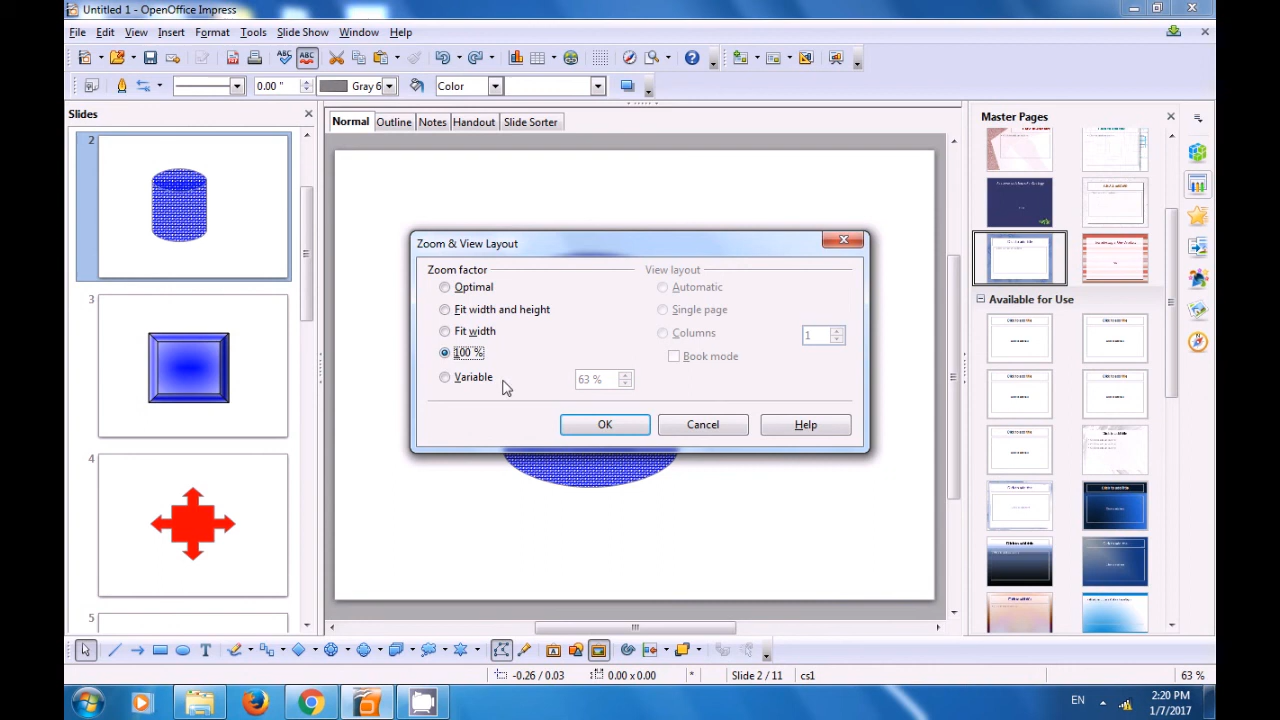 Untitled 1 - OpenOffice Impress
File Edit View Insert Format Tools Slide Show Window Help
0.00 " Gray 6 Color
Slides
Normal Outline Notes Handout Slide Sorter
Master Pages
2
3
4
5
Zoom & View Layout
Zoom factor
Optimal
Fit width and height
Fit width
100 %
Variable
63 %
View layout
Automatic
Single page
Columns
1
Book mode
OK Cancel Help
Available for Use
-0.26 / 0.03 0.00 x 0.00 * Slide 2 / 11 cs1 63 %
EN
2:20 PM
1/7/2017